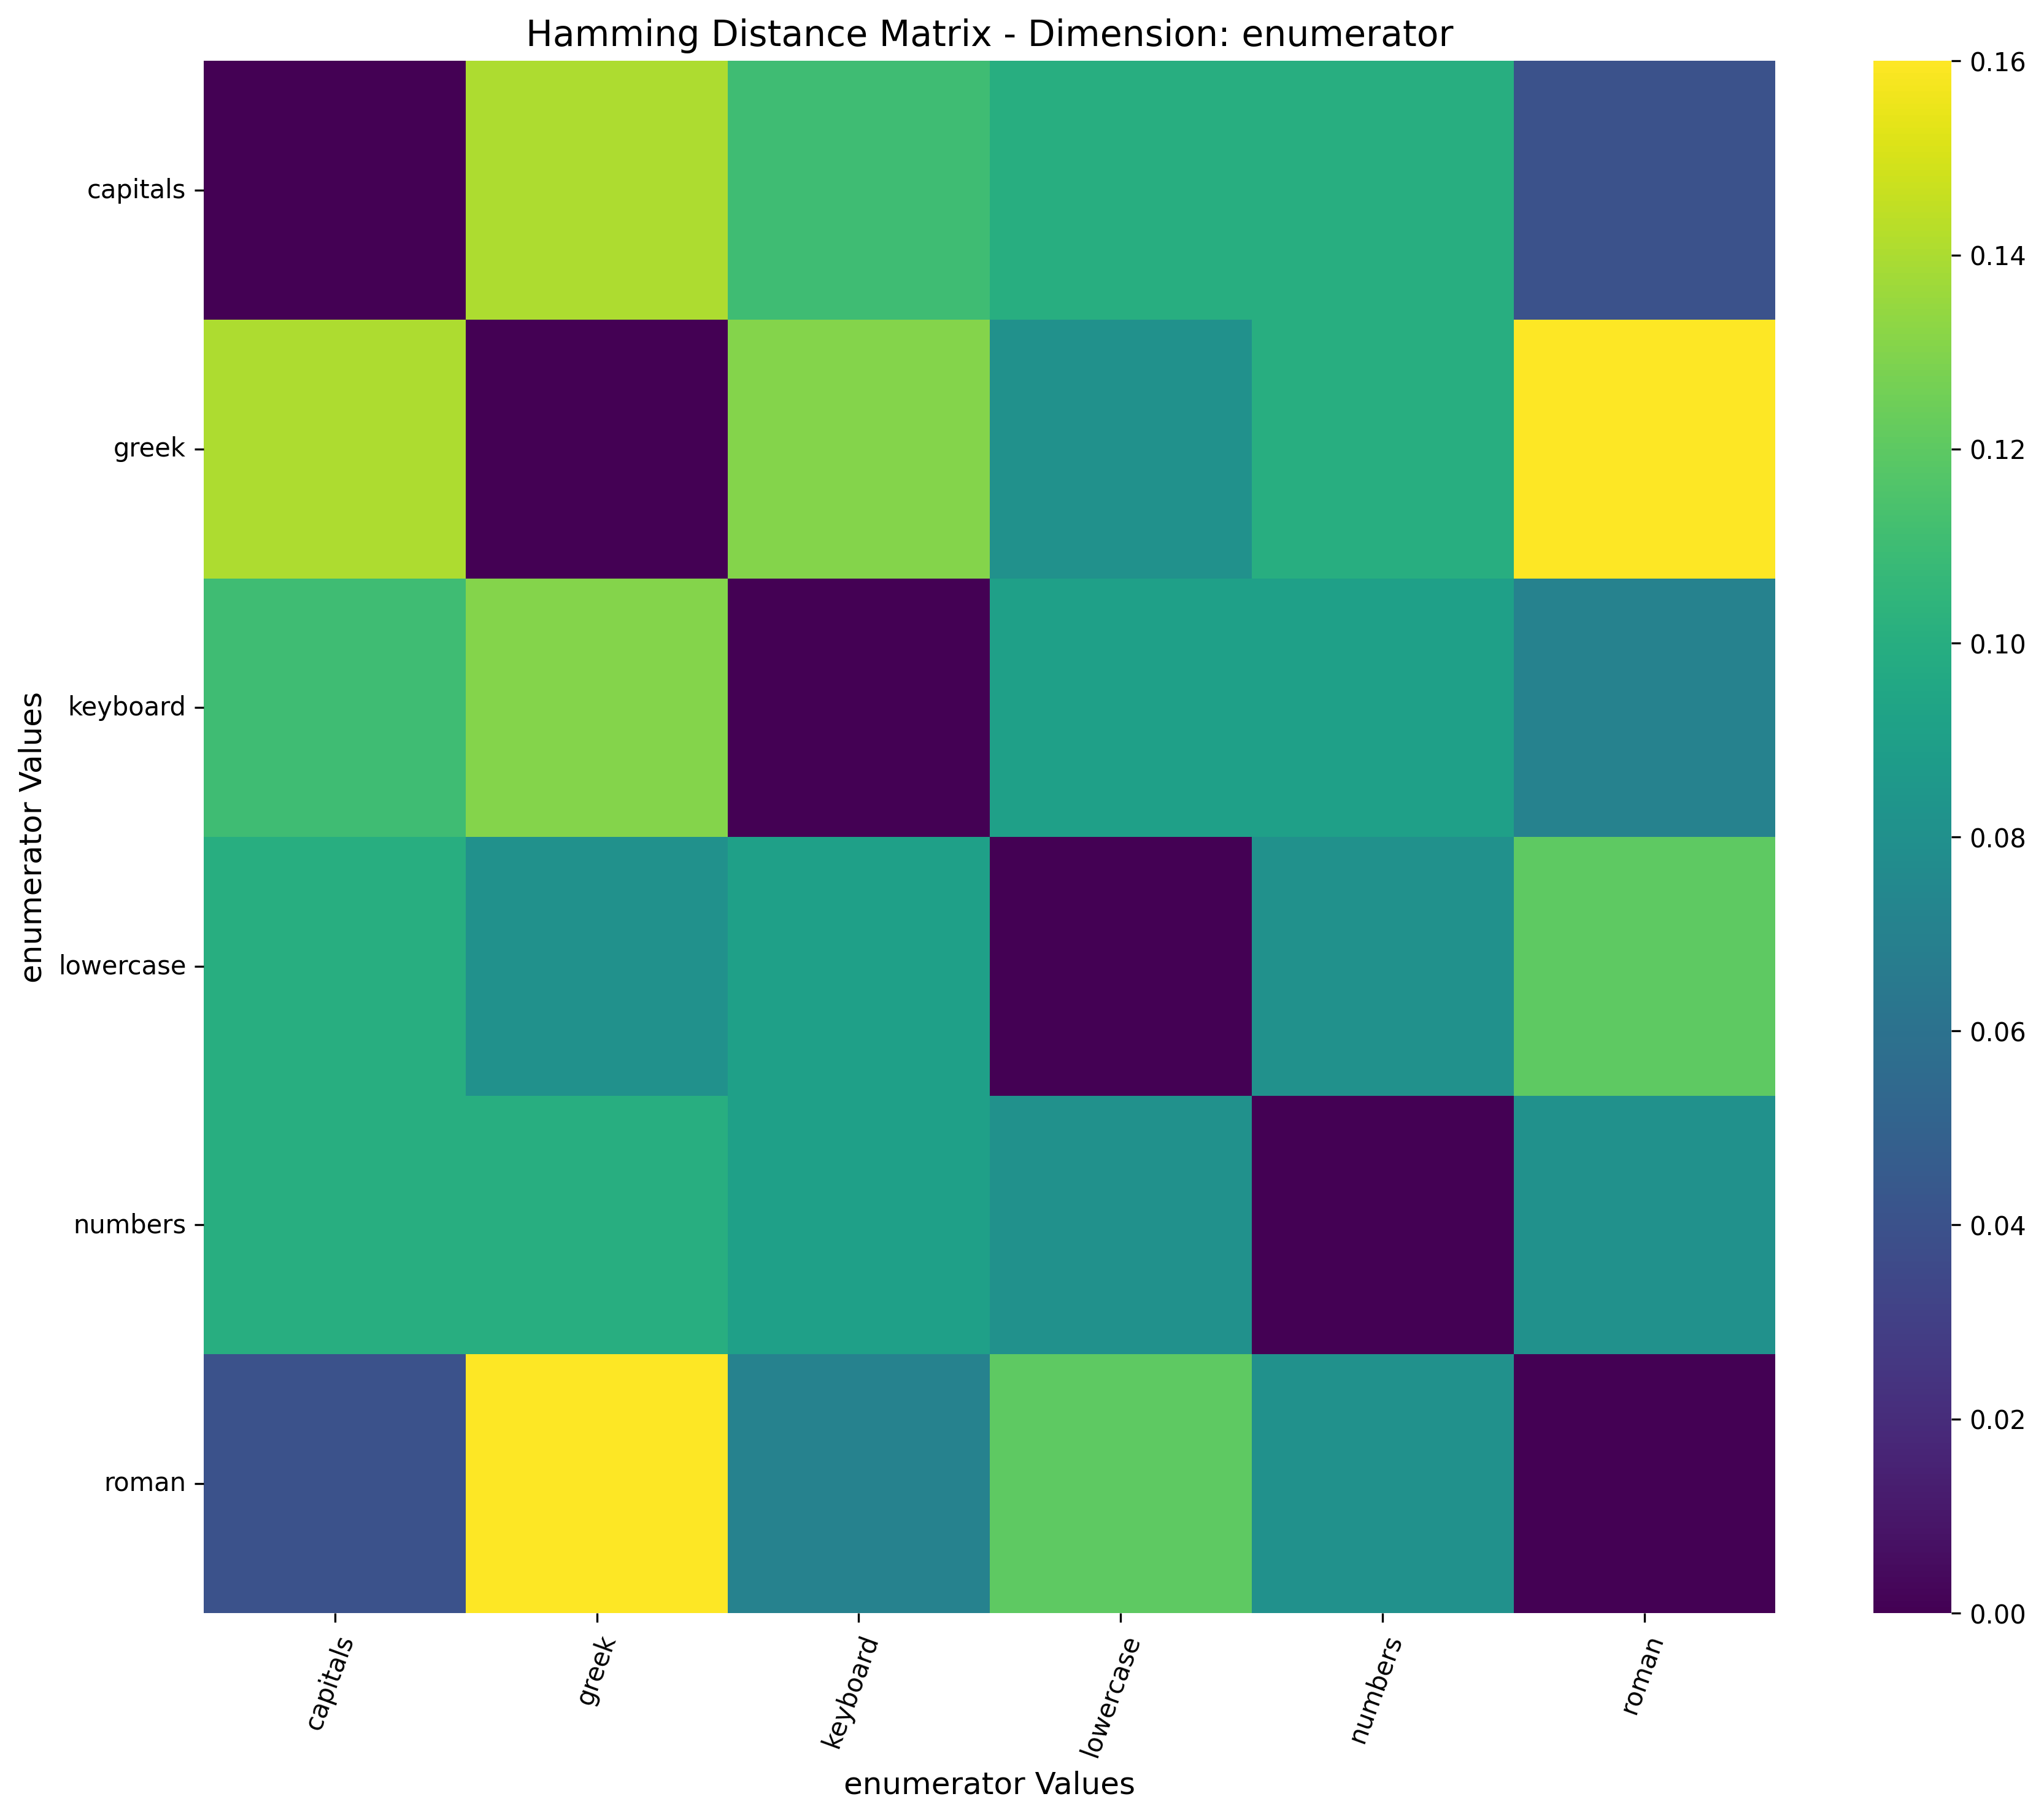 Hamming Distance Matrix - Dimension: enumerator
enumerator Values
capitals
greek
keyboard
lowercase
numbers
roman
capitals
greek
keyboard
lowercase
numbers
roman
enumerator Values
0.16
0.14
0.12
0.10
0.08
0.06
0.04
0.02
0.00